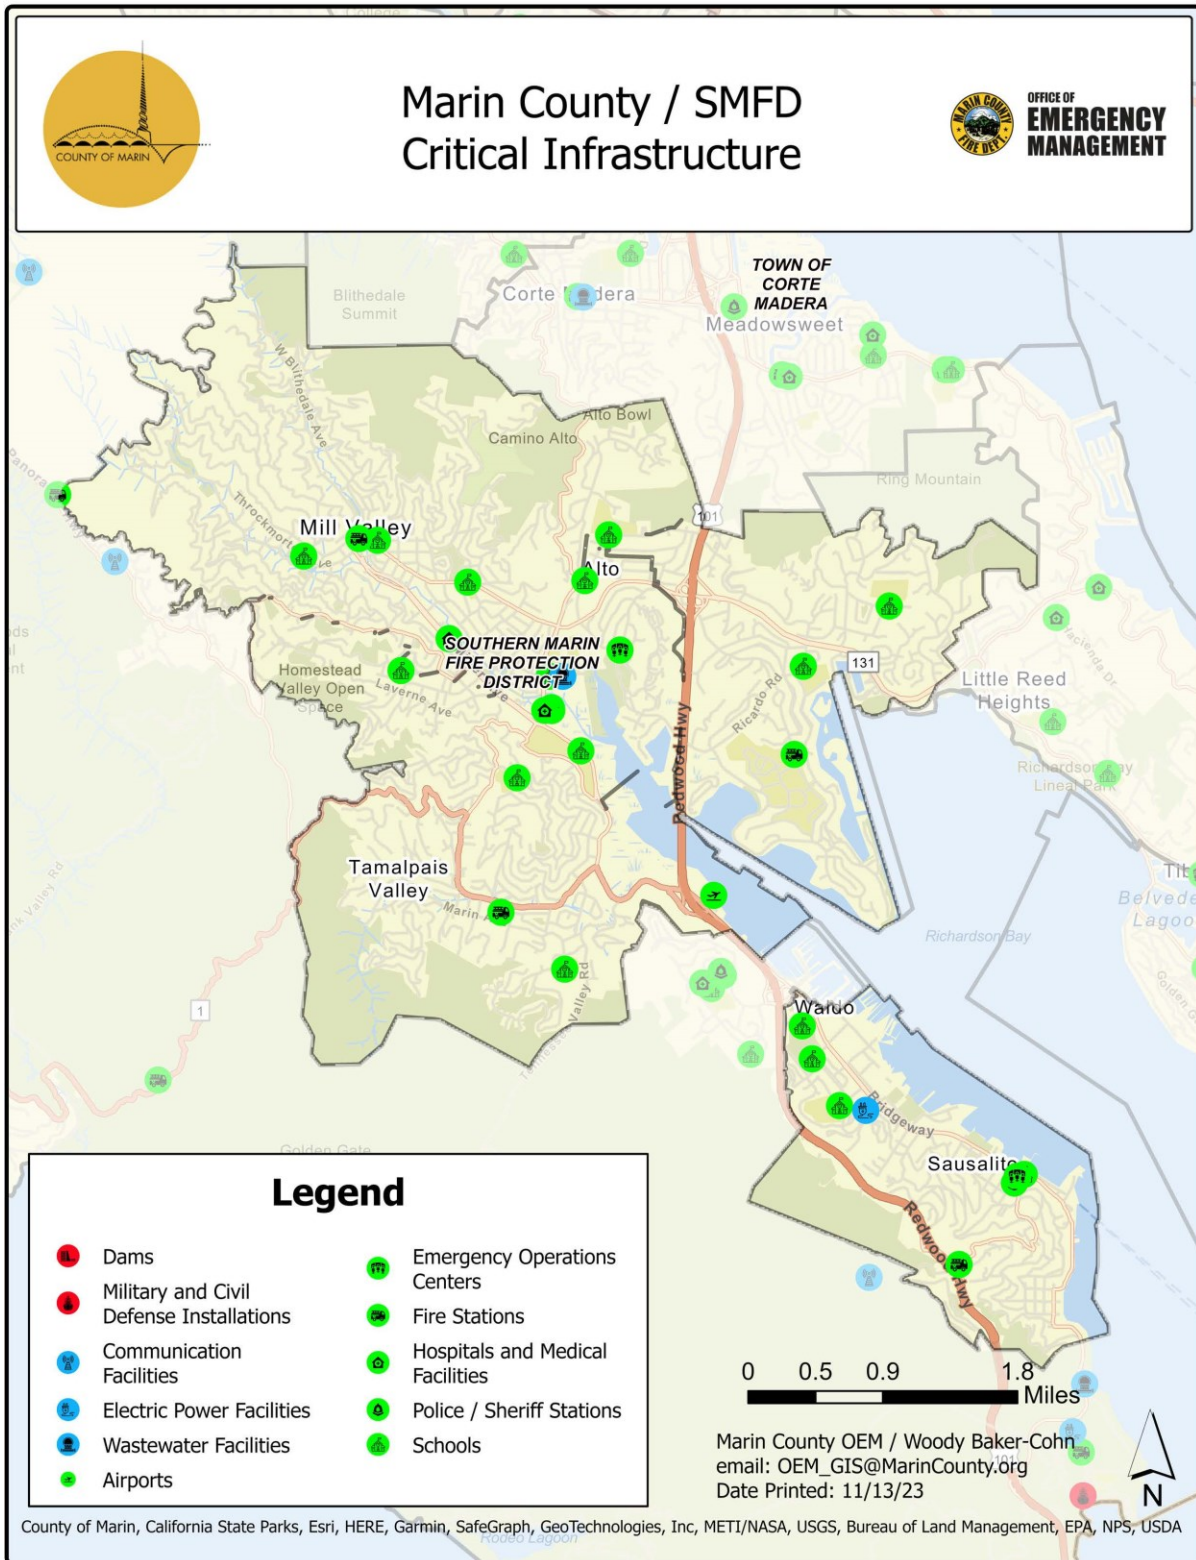 Marin County / SMFD
Critical Infrastructure
COUNTY OF MARIN
MARIN COUNTY
FIRE DEPT.
OFFICE OF
EMERGENCY
MANAGEMENT
TOWN OF
CORTE
MADERA
Blithedale
Summit
Meadowsweet
W Blithedale Ave
Alto Bowl
Camino Alto
Ring Mountain
101
Mill Valley
Alto
SOUTHERN MARIN
FIRE PROTECTION
DISTRICT
131
Homestead
Valley Open
Space
Laverne Ave
Ricardo Rd
Little Reed
Heights
Hacienda Dr
Redwood Hwy
Tamalpais
Valley
Richardson Bay
1
Waldo
Bridgeway
Sausalito
Redwood Hwy
Golden Gate
101
Legend
Dams
Military and Civil
Defense Installations
Communication
Facilities
Electric Power Facilities
Wastewater Facilities
Airports
Emergency Operations
Centers
Fire Stations
Hospitals and Medical
Facilities
Police / Sheriff Stations
Schools
0 0.5 0.9 1.8
Miles
Marin County OEM / Woody Baker-Cohn
email: OEM_GIS@MarinCounty.org
Date Printed: 11/13/23
N
County of Marin, California State Parks, Esri, HERE, Garmin, SafeGraph, GeoTechnologies, Inc, METI/NASA, USGS, Bureau of Land Management, EPA, NPS, USDA
Rodeo Lagoon